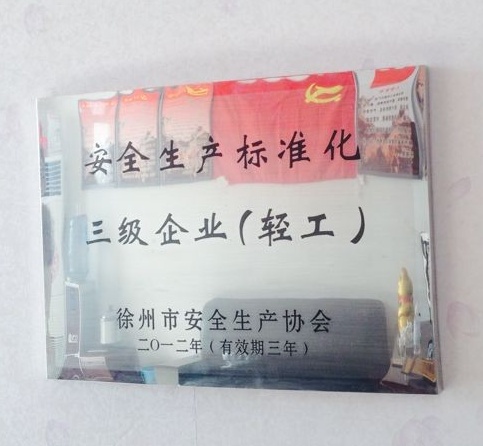 安全生产标准化
三级企业(轻工)
徐州市安全生产协会
二〇一二年(有效期三年)